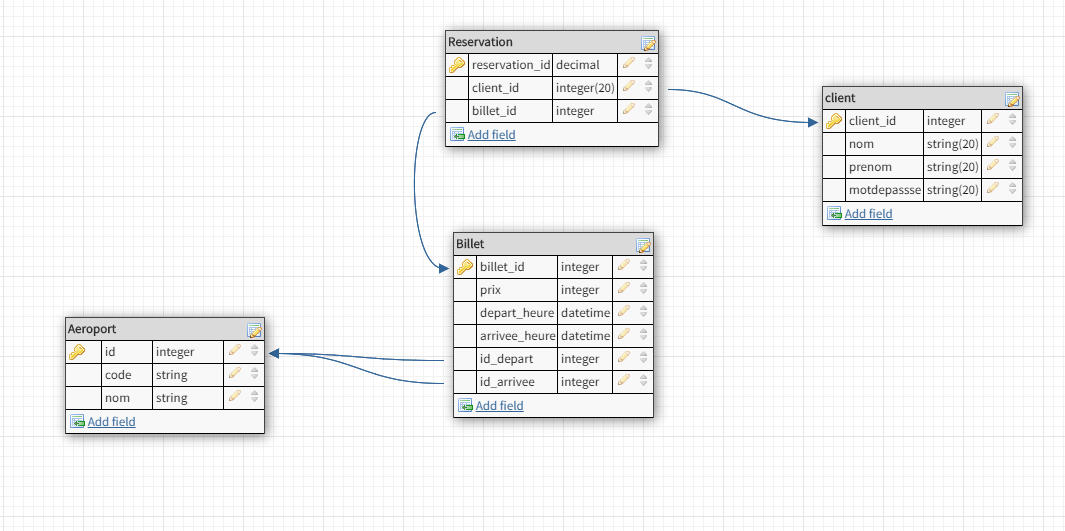 Reservation
reservation_id decimal
client_id integer(20)
billet_id integer
Add field
client
client_id integer
nom string(20)
prenom string(20)
motdepassse string(20)
Add field
Billet
billet_id integer
prix integer
depart_heure datetime
arrivee_heure datetime
id_depart integer
id_arrivee integer
Add field
Aeroport
id integer
code string
nom string
Add field